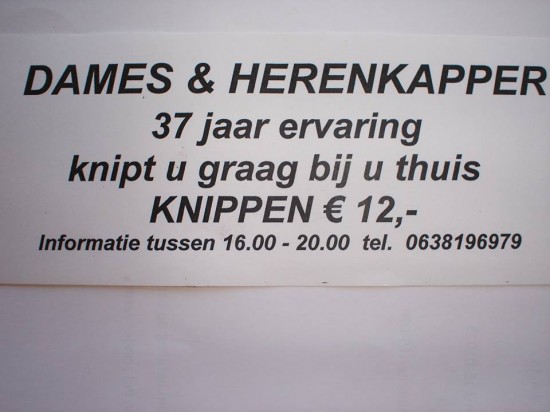 DAMES & HERENKAPPER
37 jaar ervaring
knipt u graag bij u thuis
KNIPPEN € 12,-
Informatie tussen 16.00 - 20.00 tel. 0638196979